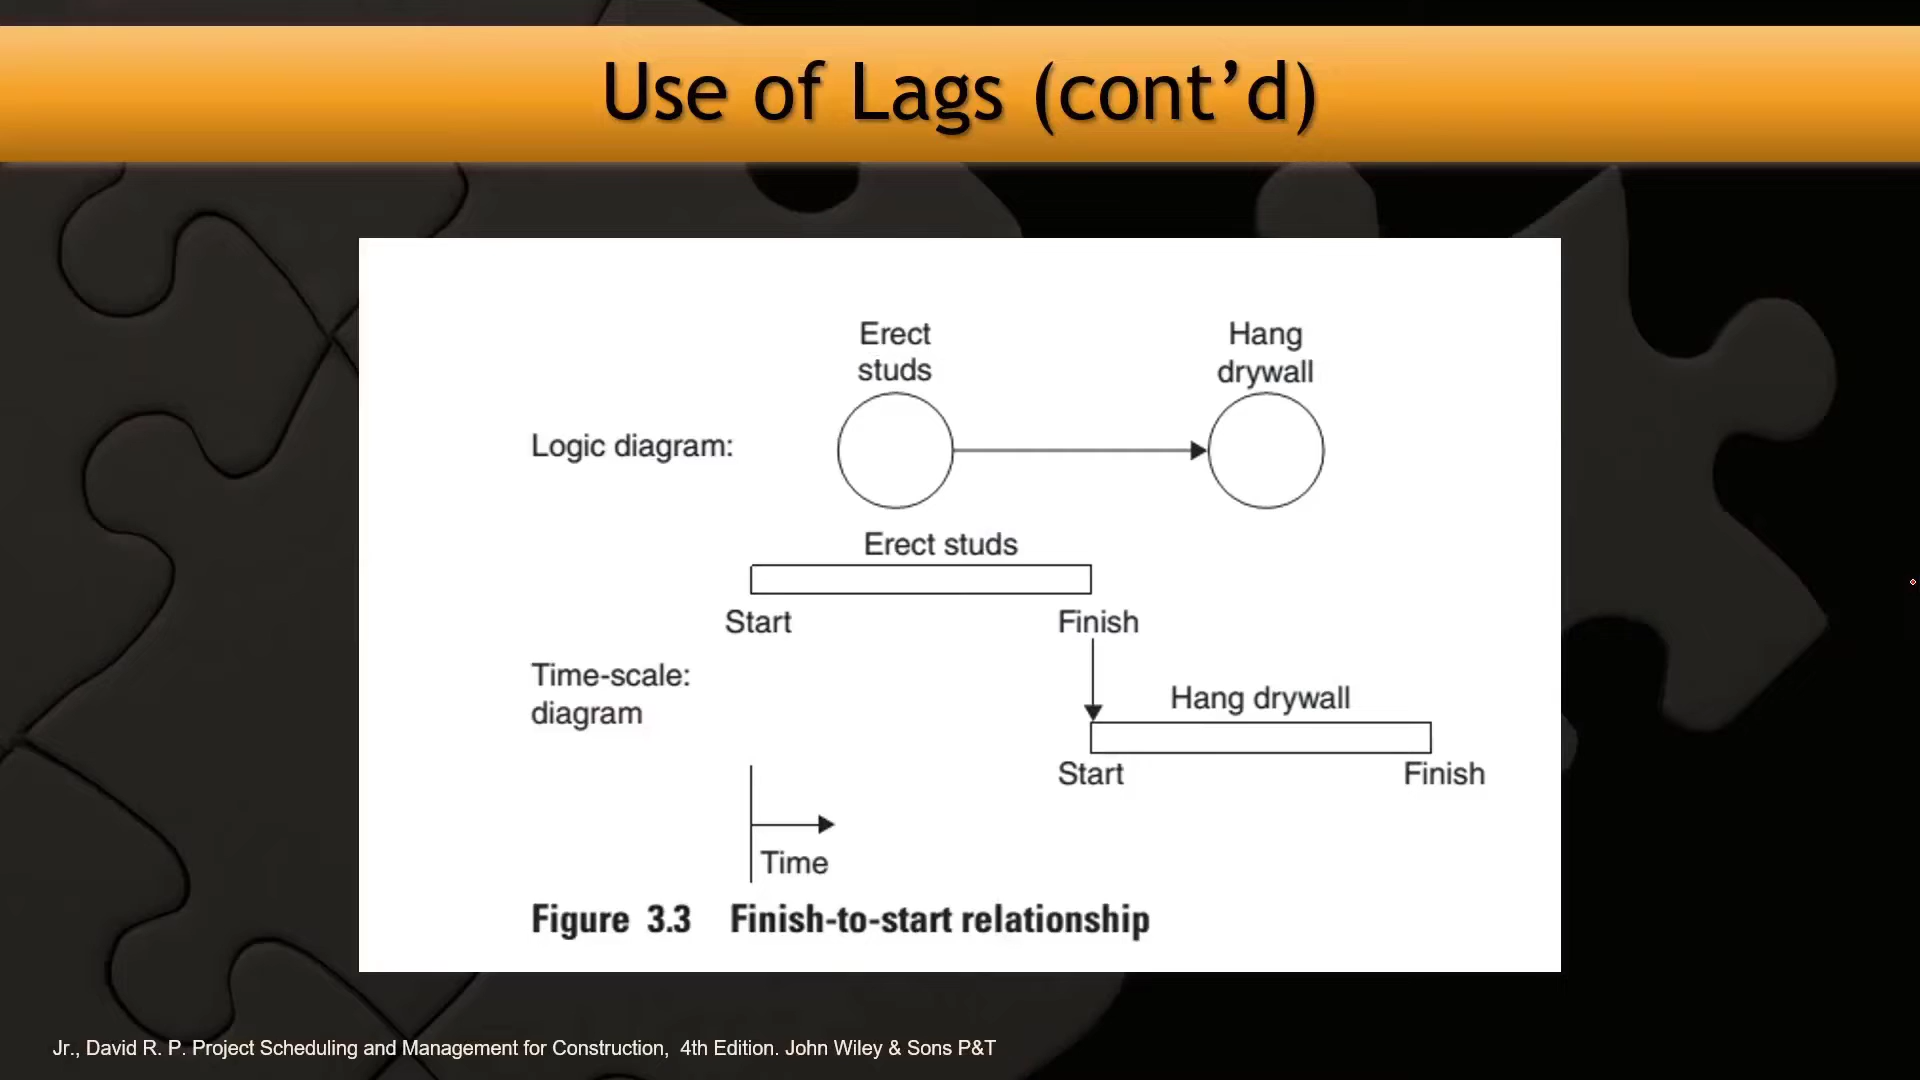 Use of Lags (cont’d)
Erect
studs
Hang
drywall
Logic diagram:
Erect studs
Start
Finish
Time-scale:
diagram
Hang drywall
Start
Finish
Time
Figure 3.3 Finish-to-start relationship
Jr., David R. P. Project Scheduling and Management for Construction, 4th Edition. John Wiley & Sons P&T